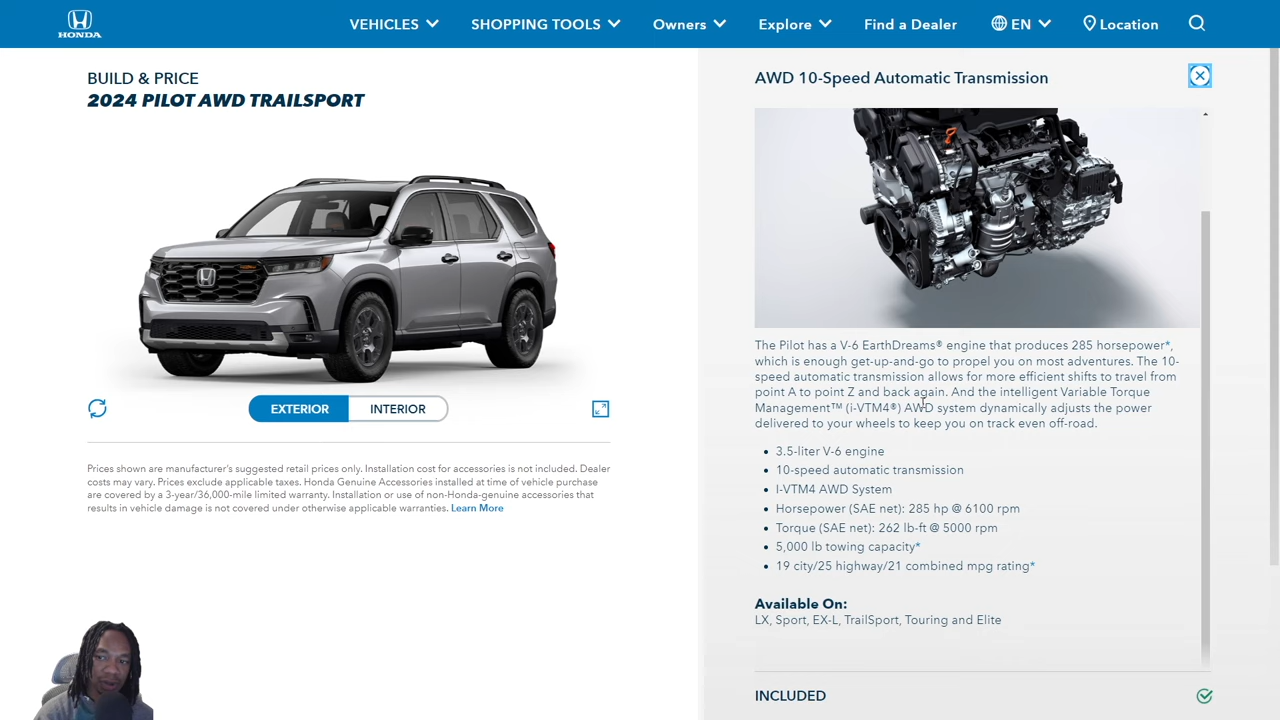 HONDA
VEHICLES
SHOPPING TOOLS
Owners
Explore
Find a Dealer
EN
Location
BUILD & PRICE
2024 PILOT AWD TRAILSPORT
EXTERIOR
INTERIOR
Prices shown are manufacturer's suggested retail prices only. Installation cost for accessories is not included. Dealer
costs may vary. Prices exclude applicable taxes. Honda Genuine Accessories installed at time of vehicle purchase
are covered by a 3-year/36,000-mile limited warranty. Installation or use of non-Honda-genuine accessories that
results in vehicle damage is not covered under otherwise applicable warranties. Learn More
AWD 10-Speed Automatic Transmission
The Pilot has a V-6 EarthDreams® engine that produces 285 horsepower*,
which is enough get-up-and-go to propel you on most adventures. The 10-
speed automatic transmission allows for more efficient shifts to travel from
point A to point Z and back again. And the intelligent Variable Torque
Management™ (i-VTM4®) AWD system dynamically adjusts the power
delivered to your wheels to keep you on track even off-road.
• 3.5-liter V-6 engine
• 10-speed automatic transmission
• I-VTM4 AWD System
• Horsepower (SAE net): 285 hp @ 6100 rpm
• Torque (SAE net): 262 lb-ft @ 5000 rpm
• 5,000 lb towing capacity*
• 19 city/25 highway/21 combined mpg rating*
Available On:
LX, Sport, EX-L, TrailSport, Touring and Elite
INCLUDED